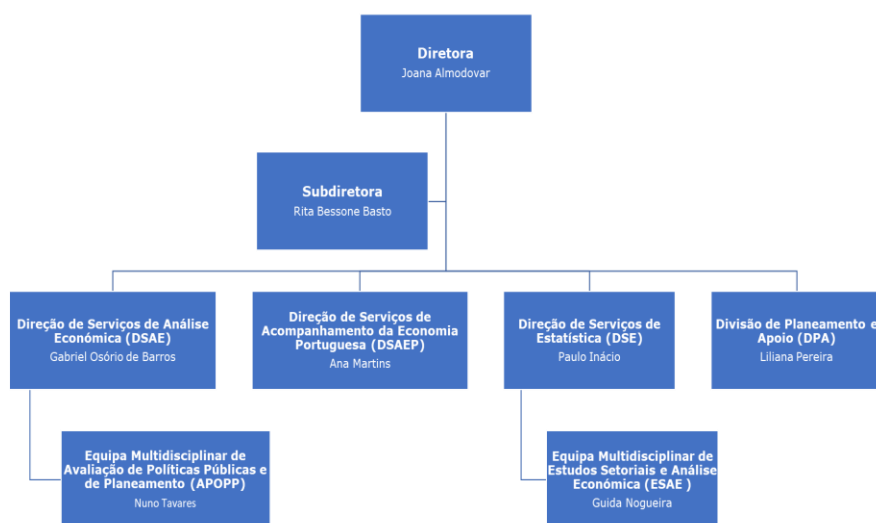 Diretora
Joana Almodovar
Subdiretora
Rita Bessone Basto
Direção de Serviços de Análise
Económica (DSAE)
Gabriel Osório de Barros
Direção de Serviços de
Acompanhamento da Economia
Portuguesa (DSAEP)
Ana Martins
Direção de Serviços de
Estatística (DSE)
Paulo Inácio
Divisão de Planeamento e
Apoio (DPA)
Liliana Pereira
Equipa Multidisciplinar de
Avaliação de Políticas Públicas e
de Planeamento (APOPP)
Nuno Tavares
Equipa Multidisciplinar de
Estudos Setoriais e Análise
Económica (ESAE )
Guida Nogueira